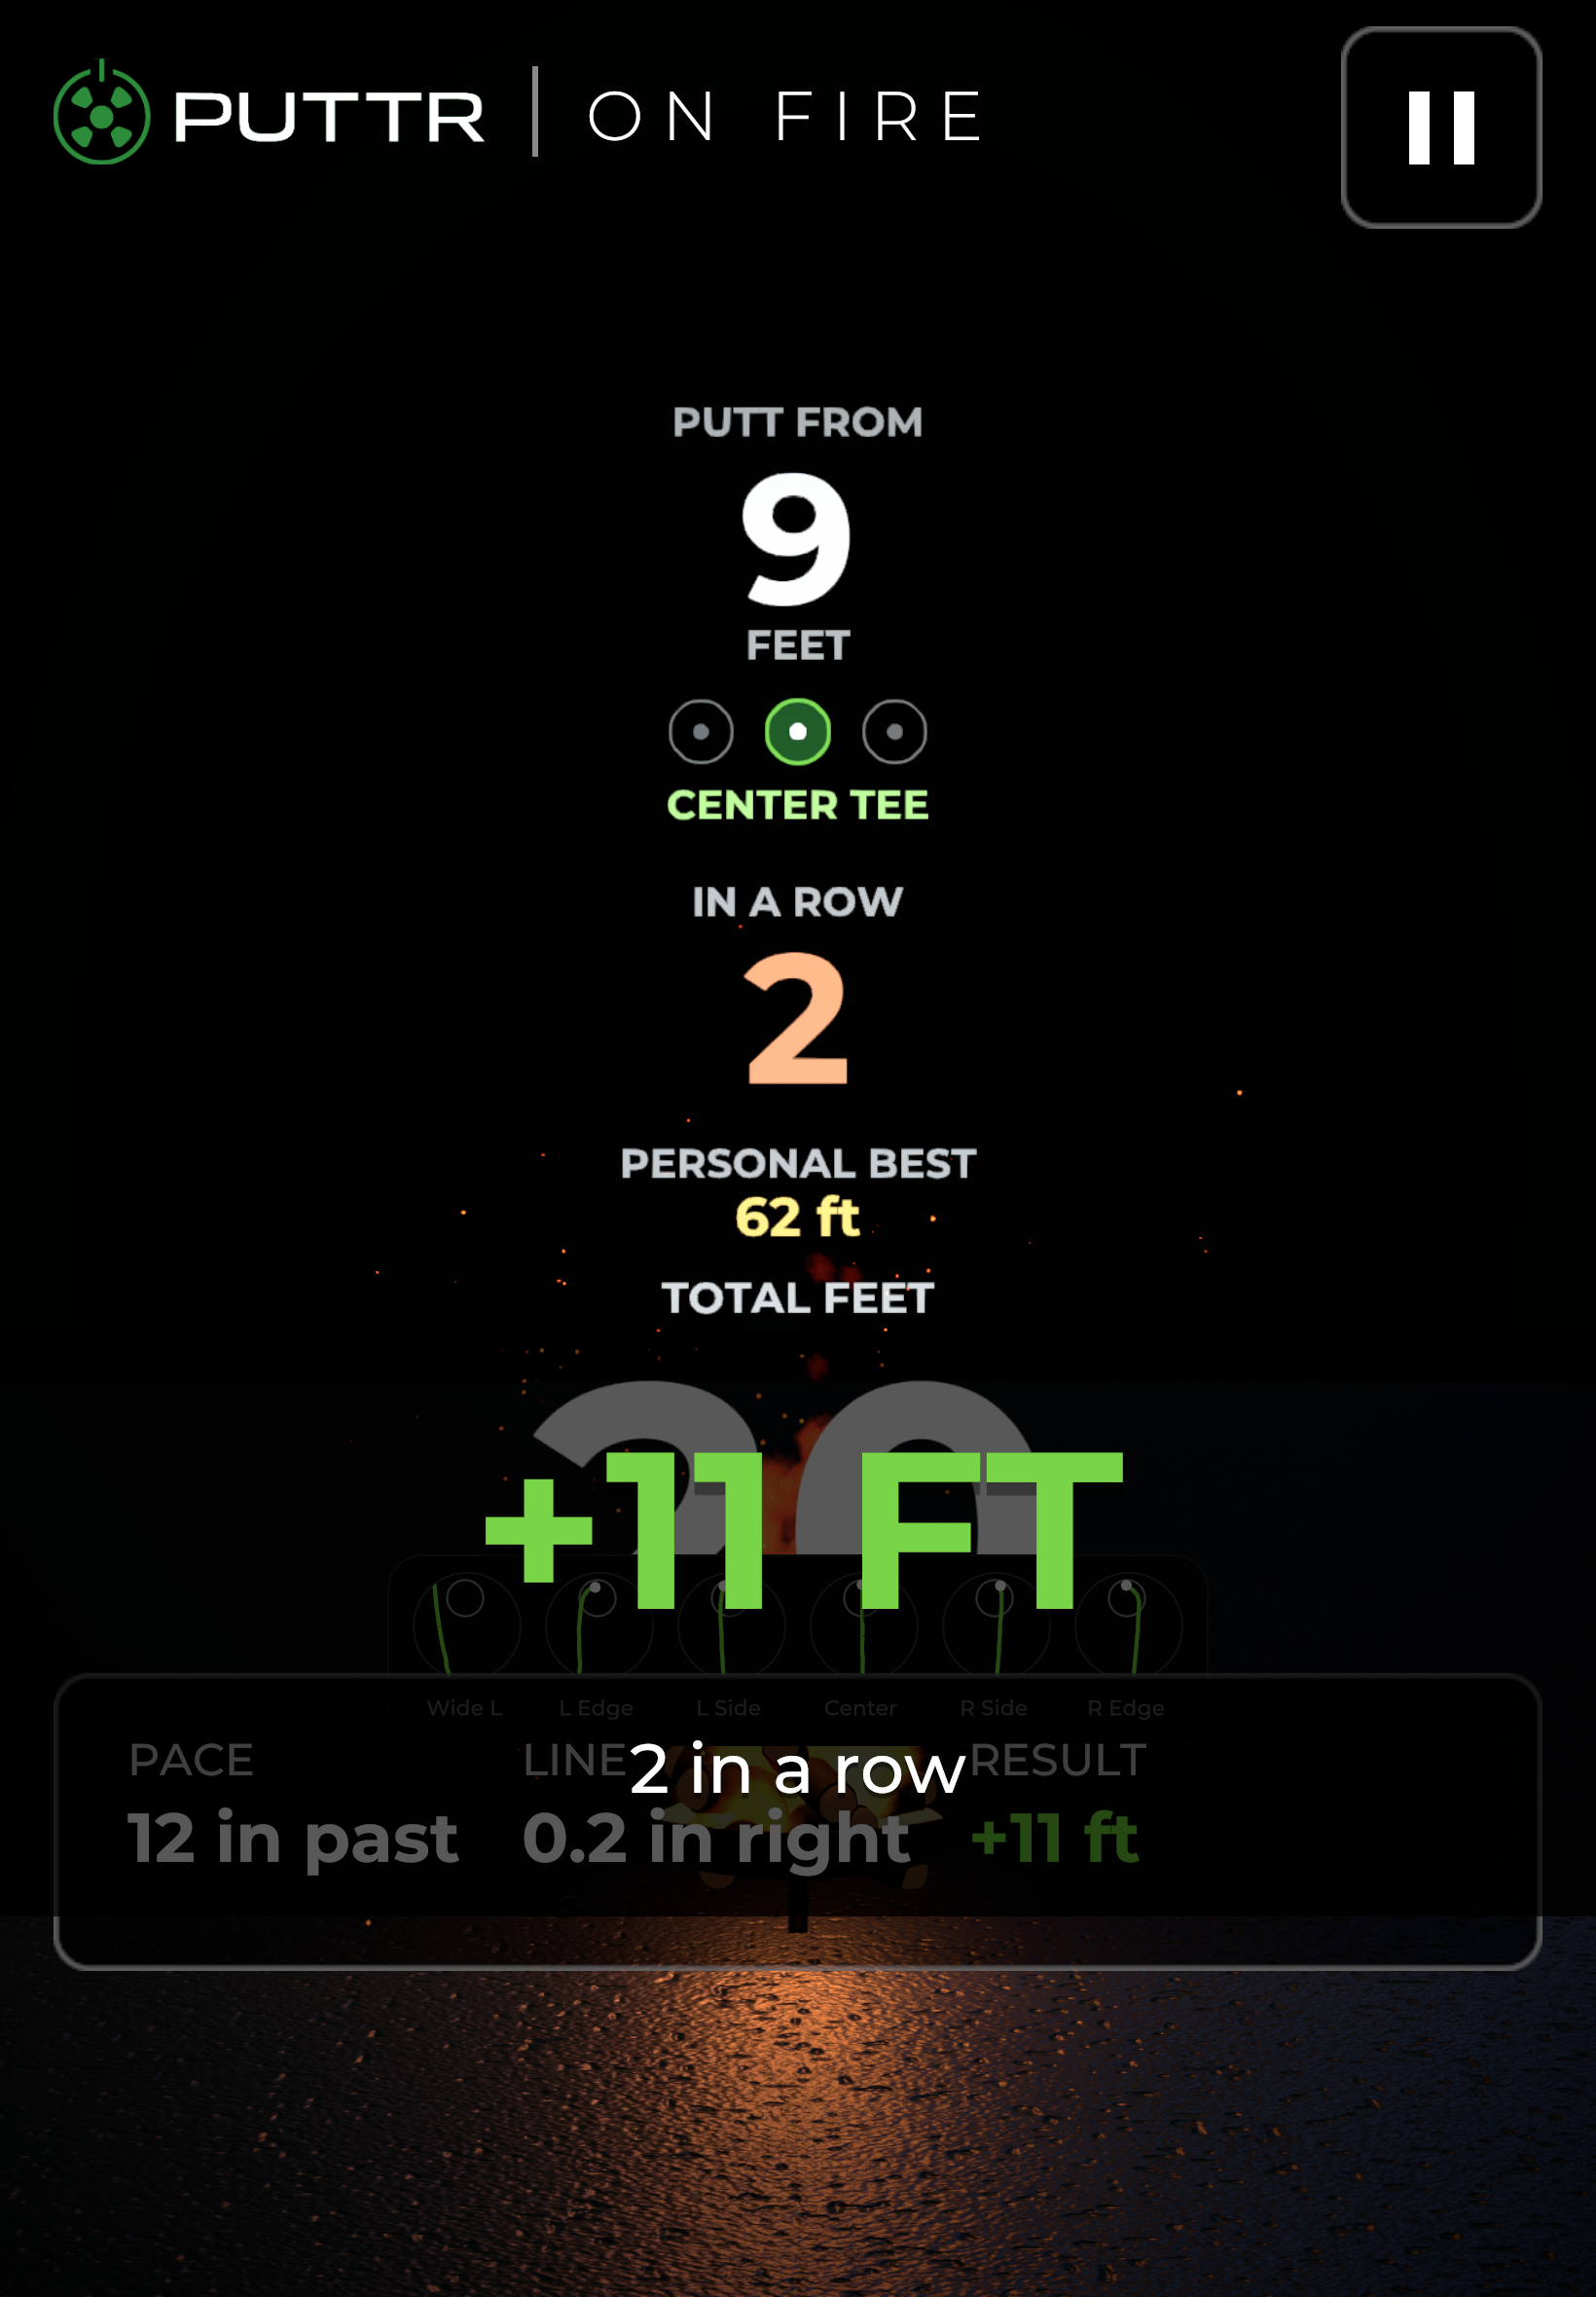 PUTTR | ON FIRE
PUTT FROM
9
FEET
CENTER TEE
IN A ROW
2
PERSONAL BEST
62 ft
TOTAL FEET
+11 FT
Wide L L Edge L Side Center R Side R Edge
2 in a row
PACE LINE RESULT
12 in past 0.2 in right +11 ft